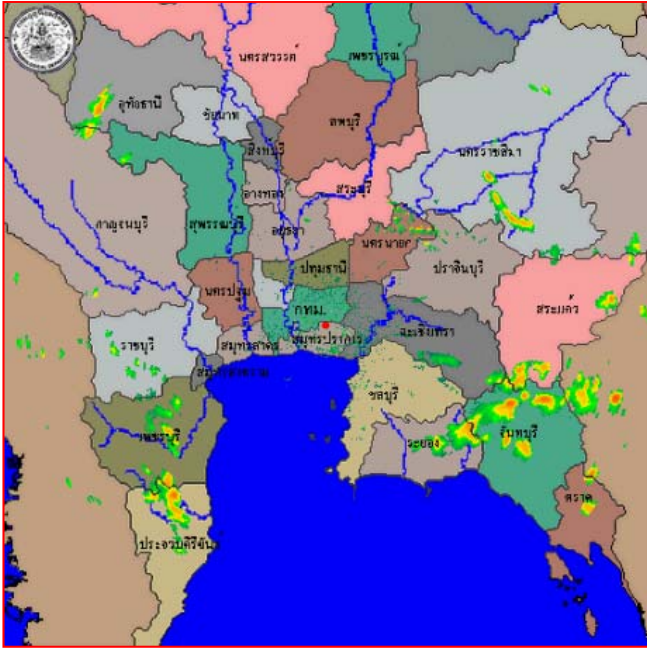 นครสวรรค์
เพชรบูรณ์
อุทัยธานี
ชัยนาท
ลพบุรี
สิงห์บุรี
นครราชสีมา
อ่างทอง
สระบุรี
กาญจนบุรี
สุพรรณบุรี
อยุธยา
นครนายก
ปราจีนบุรี
ปทุมธานี
นครปฐม
กทม.
สระแก้ว
ราชบุรี
สมุทรสาคร
สมุทรปราการ
ฉะเชิงเทรา
สมุทรสงคราม
ชลบุรี
เพชรบุรี
ระยอง
จันทบุรี
ตราด
ประจวบคีรีขันธ์